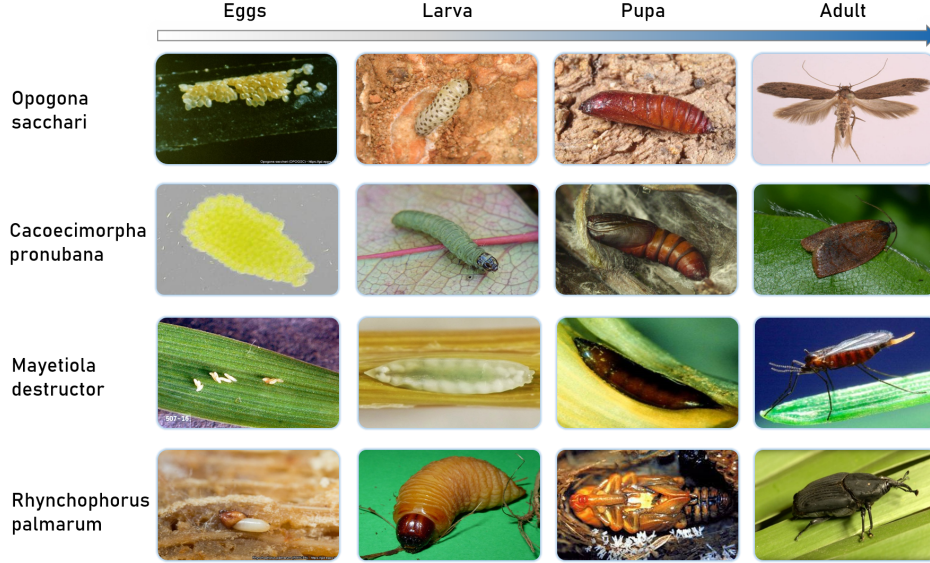 Eggs Larva Pupa Adult
Opogona
sacchari
Cacoecimorpha
pronubana
Mayetiola
destructor
507-16
Rhynchophorus
palmarum